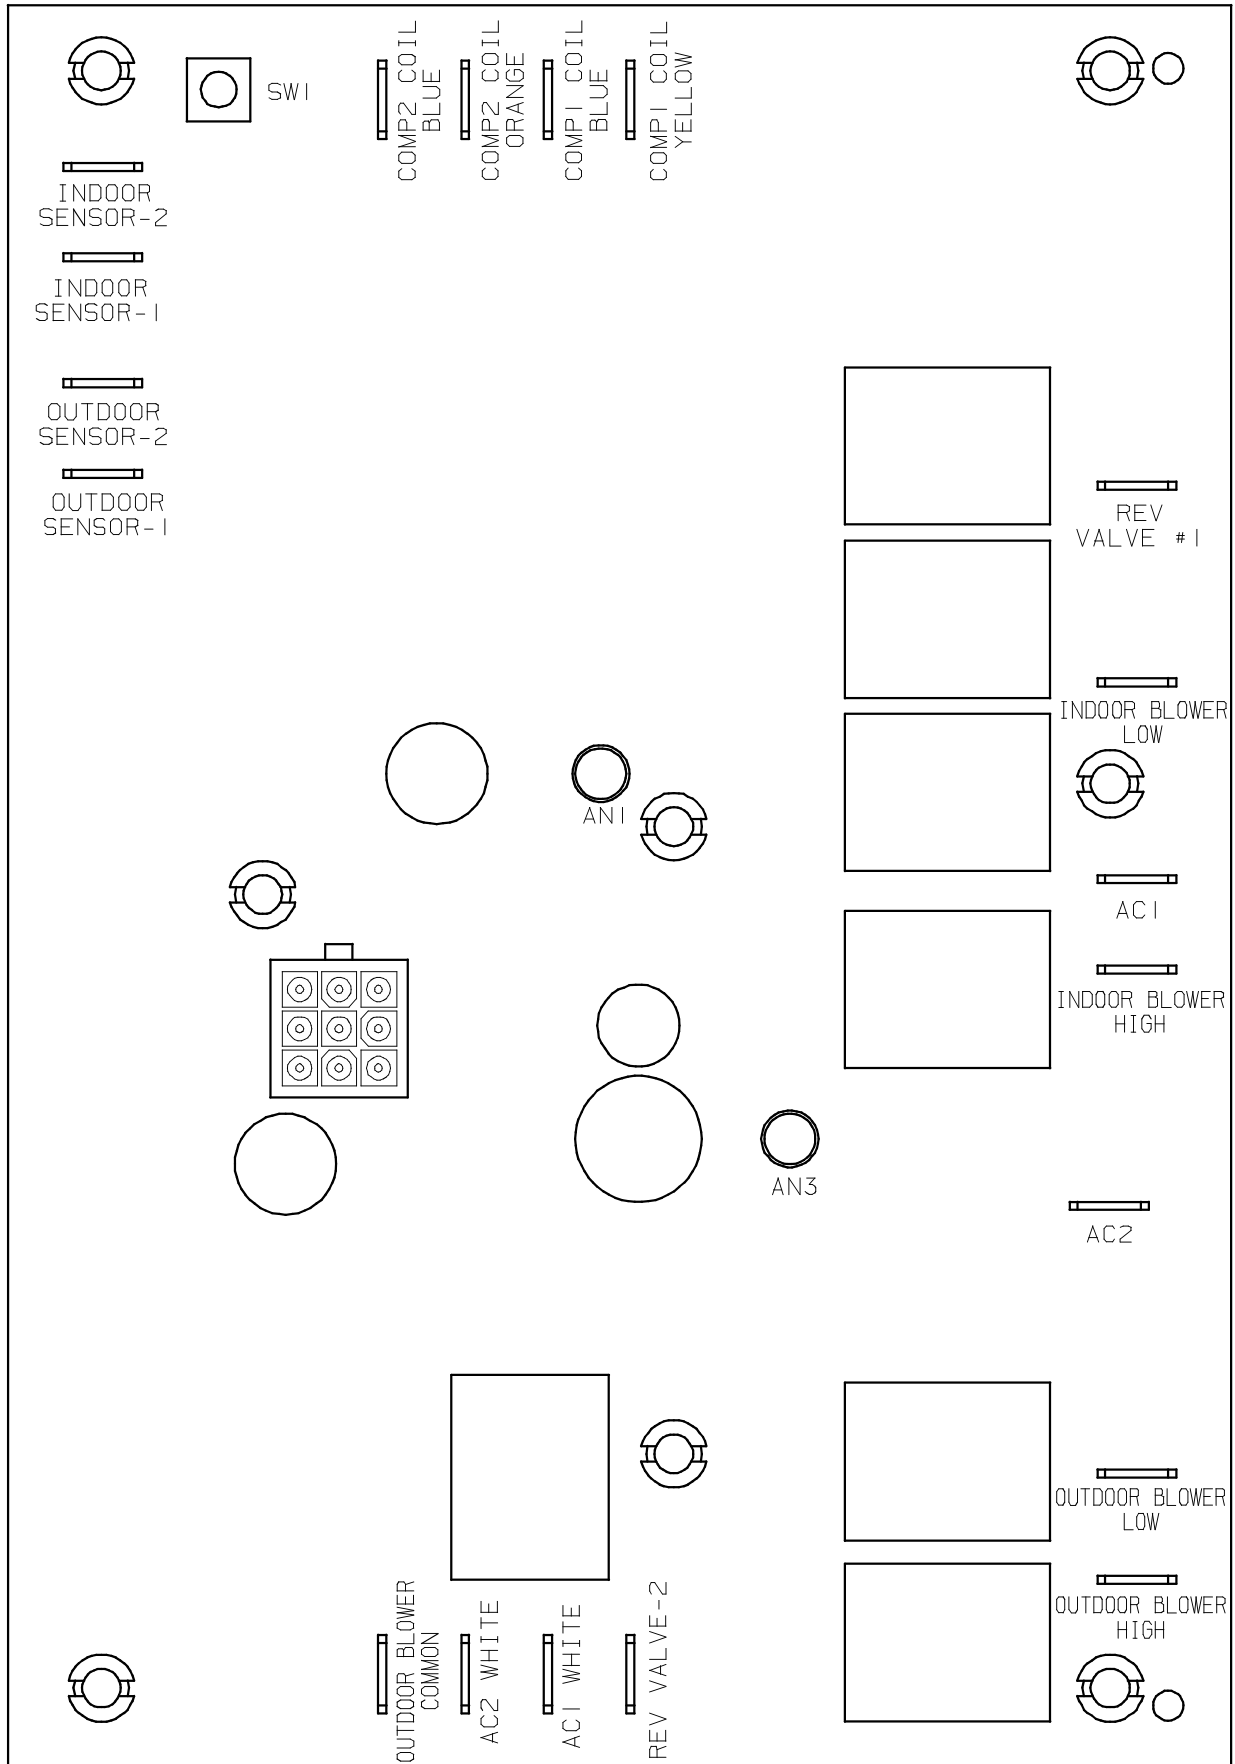 COMP2 COIL
BLUE
COMP2 COIL
ORANGE
COMP1 COIL
BLUE
COMP1 COIL
YELLOW
SW1
INDOOR
SENSOR-2
INDOOR
SENSOR-1
OUTDOOR
SENSOR-2
OUTDOOR
SENSOR-1
REV
VALVE #1
INDOOR BLOWER
LOW
AN1
AC1
INDOOR BLOWER
HIGH
AN3
AC2
OUTDOOR BLOWER
LOW
OUTDOOR BLOWER
HIGH
OUTDOOR BLOWER
COMMON
AC2 WHITE
AC1 WHITE
REV VALVE-2